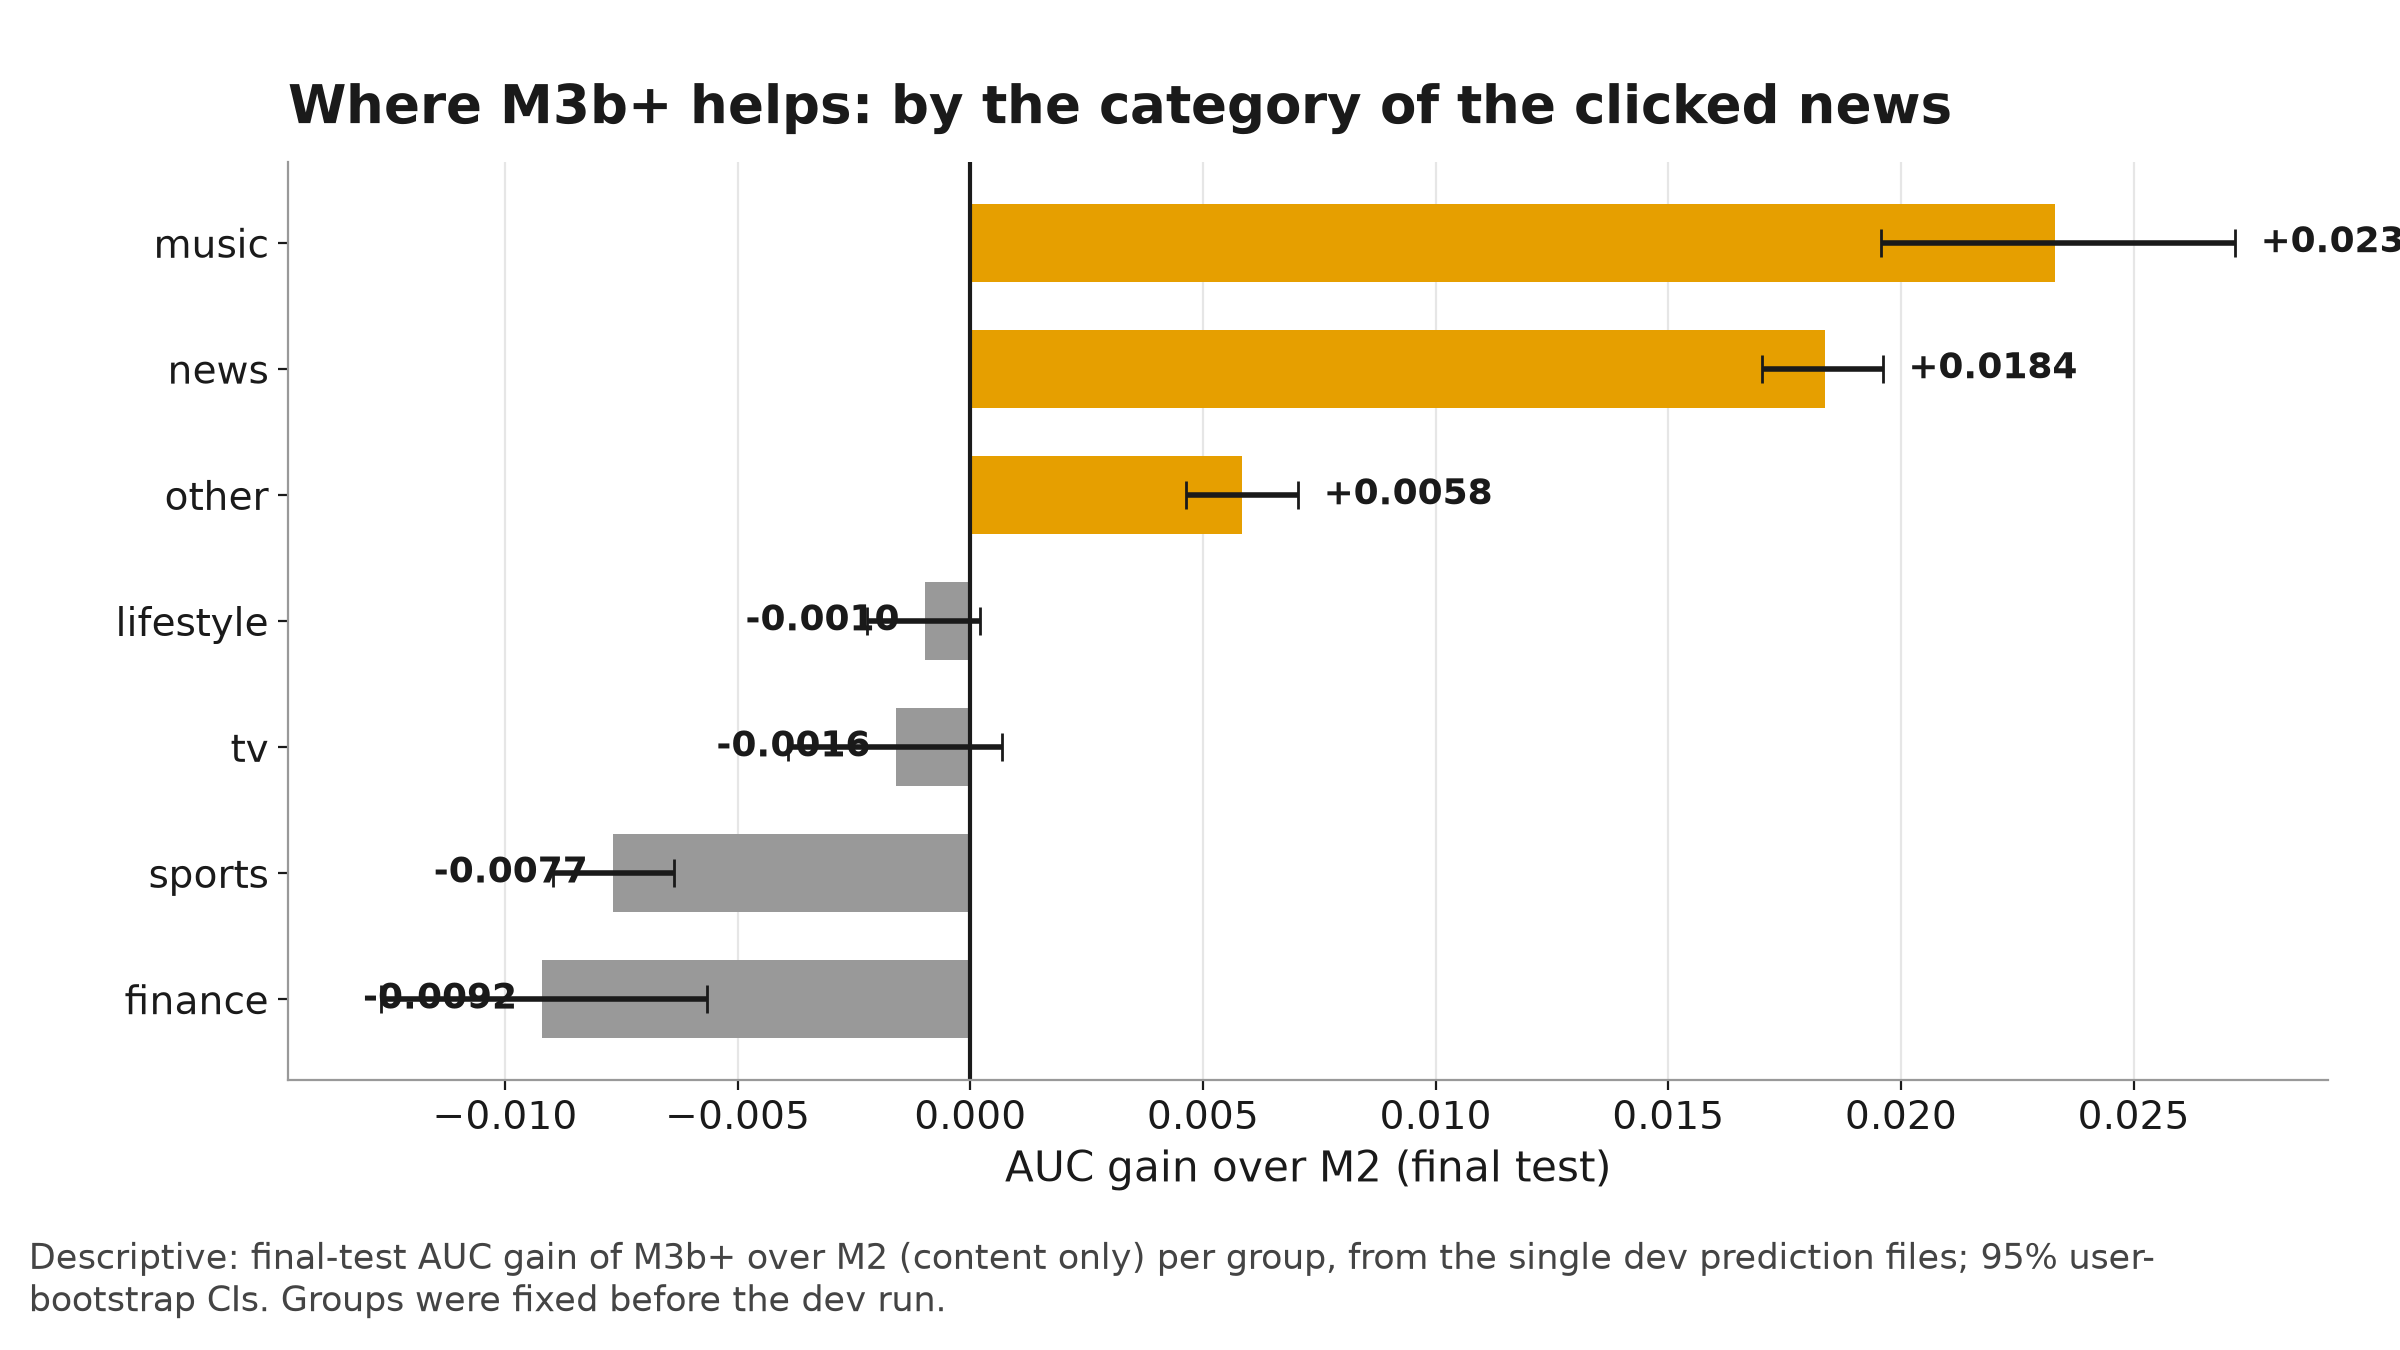 Where M3b+ helps: by the category of the clicked news
music
+0.023
news
+0.0184
other
+0.0058
lifestyle
-0.0010
tv
-0.0016
sports
-0.0077
finance
-0.0092
−0.010 −0.005 0.000 0.005 0.010 0.015 0.020 0.025
AUC gain over M2 (final test)
Descriptive: final-test AUC gain of M3b+ over M2 (content only) per group, from the single dev prediction files; 95% user-
bootstrap CIs. Groups were fixed before the dev run.